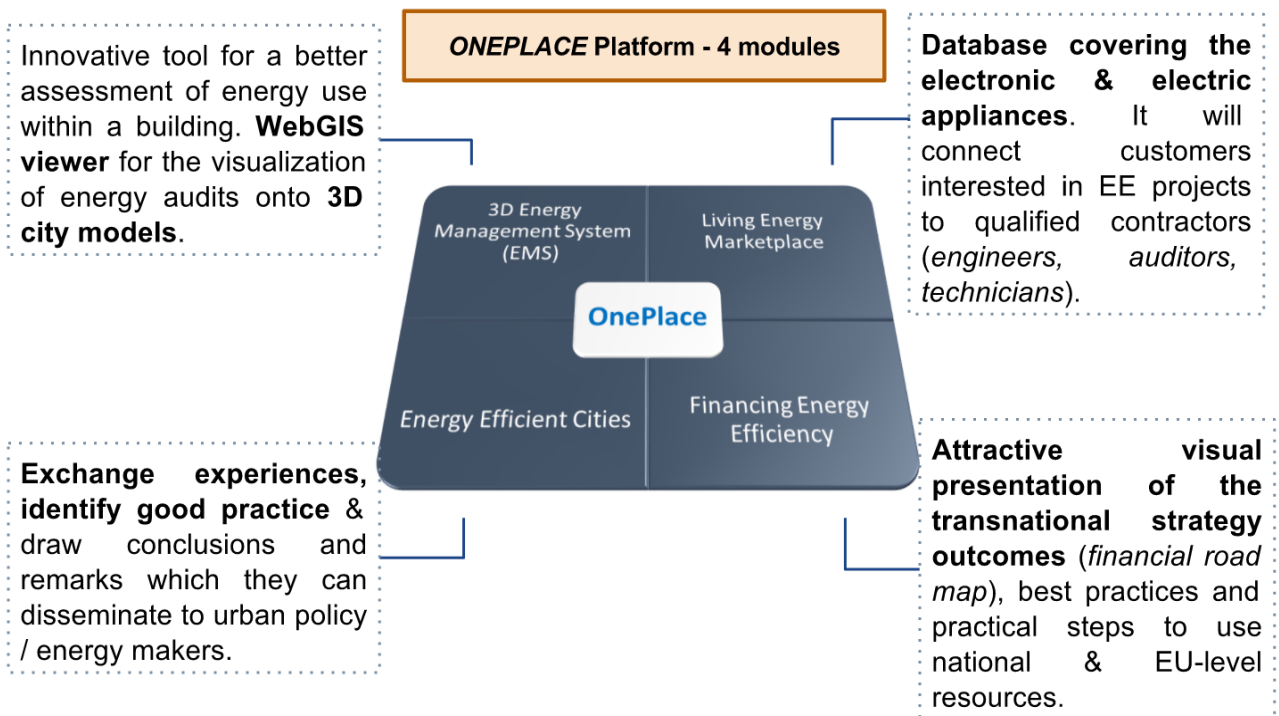 ONEPLACE Platform - 4 modules
Innovative tool for a better
assessment of energy use
within a building. WebGIS
viewer for the visualization
of energy audits onto 3D
city models.
Database covering the
electronic & electric
appliances. It will
connect customers
interested in EE projects
to qualified contractors
(engineers, auditors,
technicians).
3D Energy
Management System
(EMS)
Living Energy
Marketplace
OnePlace
Energy Efficient Cities
Financing Energy
Efficiency
Exchange experiences,
identify good practice &
draw conclusions and
remarks which they can
disseminate to urban policy
/ energy makers.
Attractive visual
presentation of the
transnational strategy
outcomes (financial road
map), best practices and
practical steps to use
national & EU-level
resources.